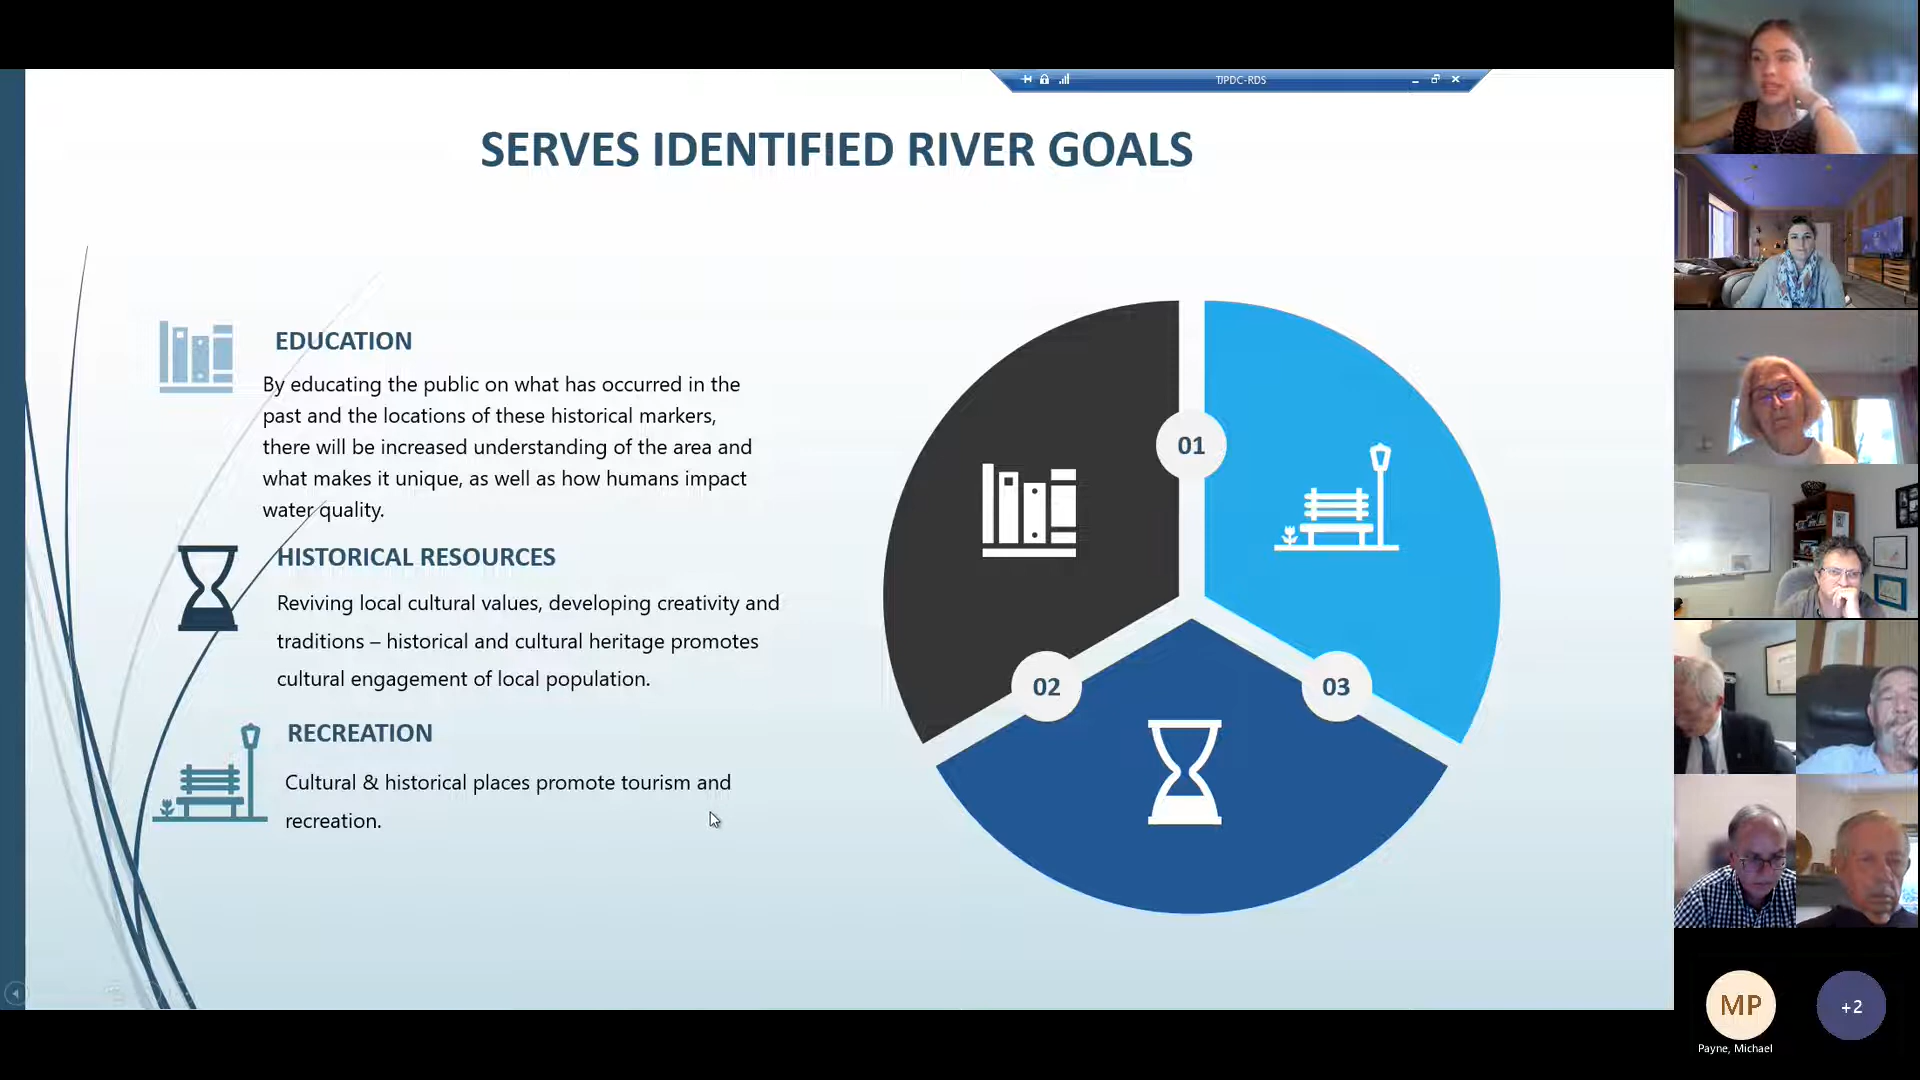 TJPDC-RDS
SERVES IDENTIFIED RIVER GOALS
EDUCATION
By educating the public on what has occurred in the
past and the locations of these historical markers,
there will be increased understanding of the area and
what makes it unique, as well as how humans impact
water quality.
HISTORICAL RESOURCES
Reviving local cultural values, developing creativity and
traditions – historical and cultural heritage promotes
cultural engagement of local population.
RECREATION
Cultural & historical places promote tourism and
recreation.
01
02
03
MP
+2
Payne, Michael